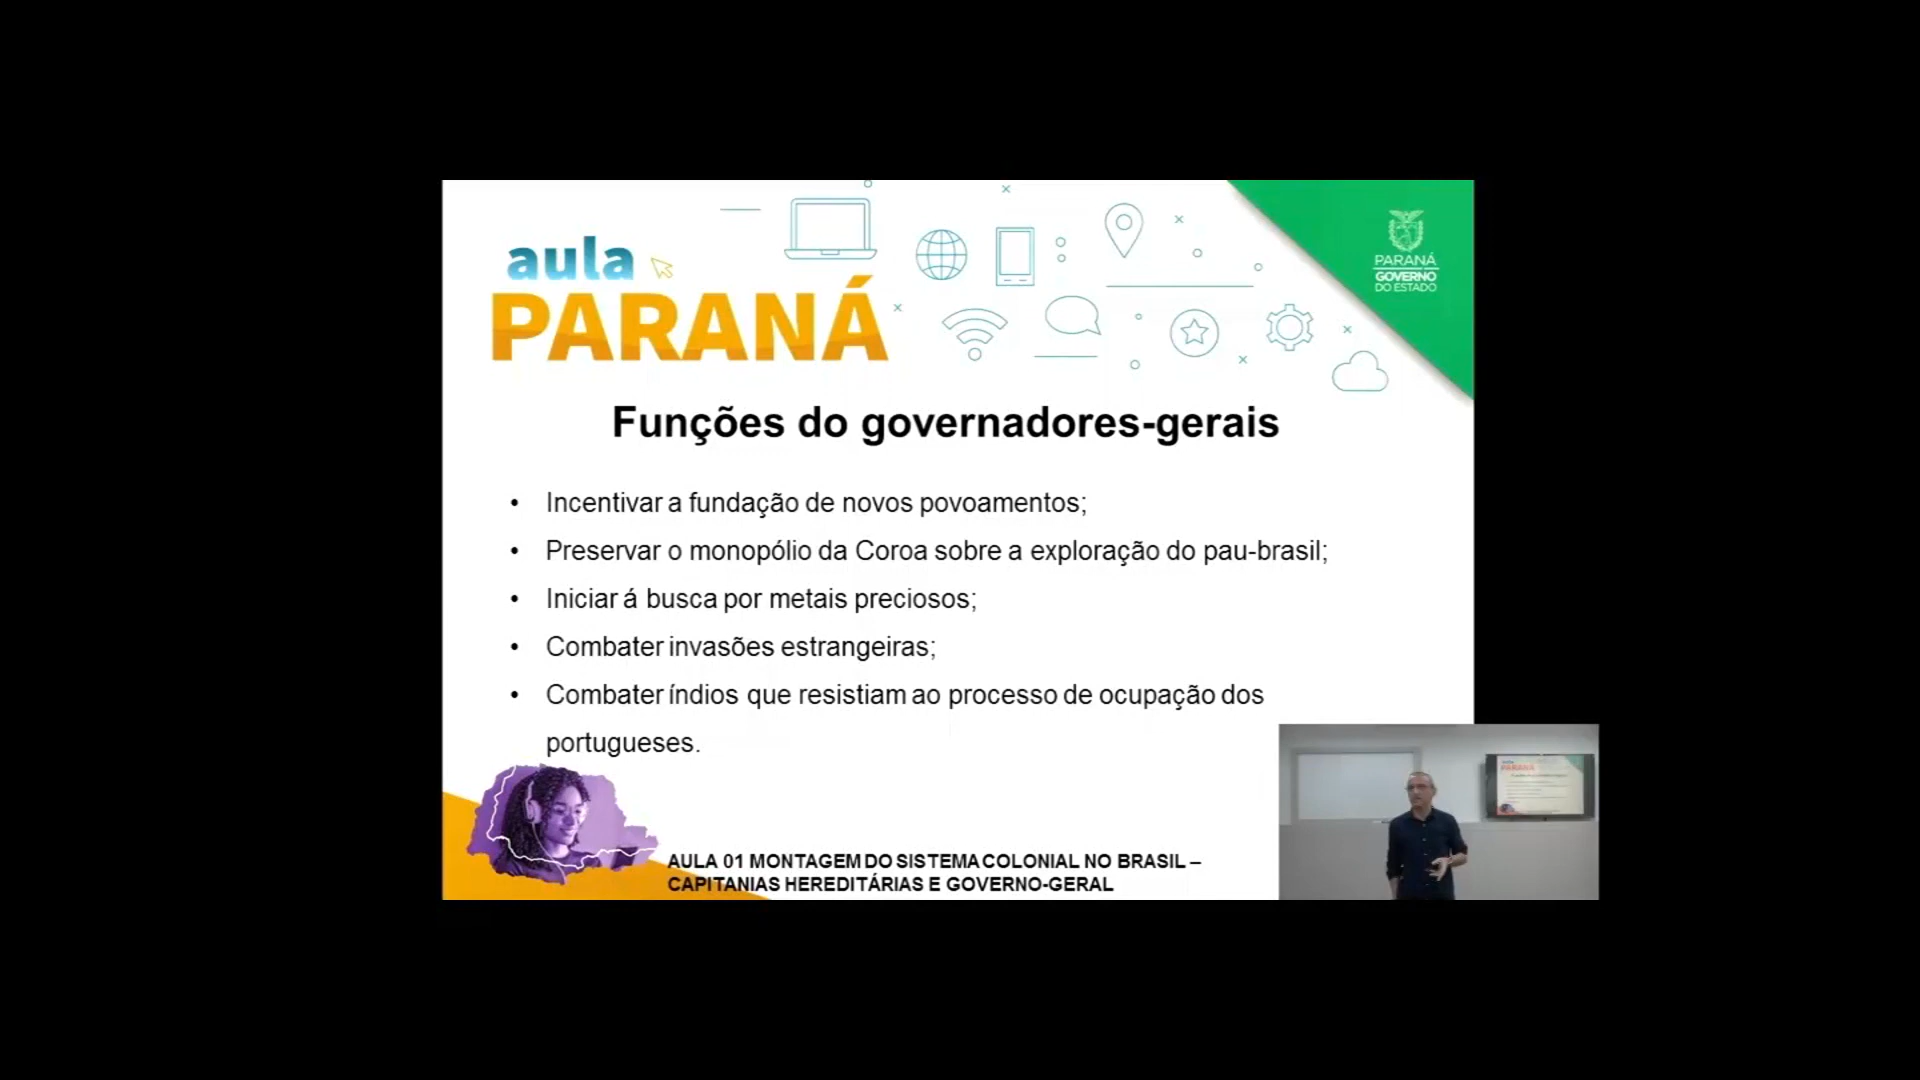 aula
PARANÁ
PARANÁ
GOVERNO
DO ESTADO
Funções do governadores-gerais
• Incentivar a fundação de novos povoamentos;
• Preservar o monopólio da Coroa sobre a exploração do pau-brasil;
• Iniciar á busca por metais preciosos;
• Combater invasões estrangeiras;
• Combater índios que resistiam ao processo de ocupação dos
portugueses.
AULA 01 MONTAGEM DO SISTEMA COLONIAL NO BRASIL –
CAPITANIAS HEREDITÁRIAS E GOVERNO-GERAL
PARANÁ